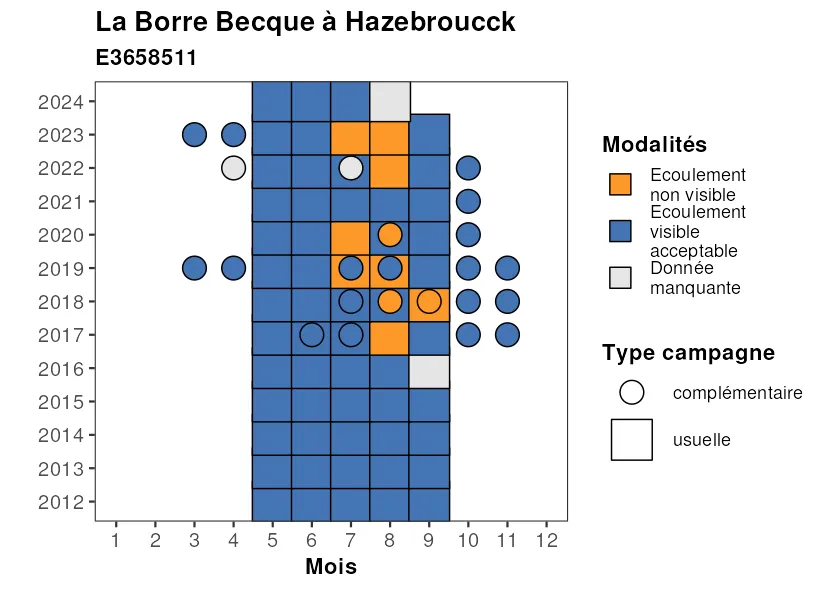 La Borre Becque à Hazebroucck
E3658511
2024
2023
2022
2021
2020
2019
2018
2017
2016
2015
2014
2013
2012
1 2 3 4 5 6 7 8 9 10 11 12
Mois
Modalités
Ecoulement
non visible
Ecoulement
visible
acceptable
Donnée
manquante
Type campagne
complémentaire
usuelle